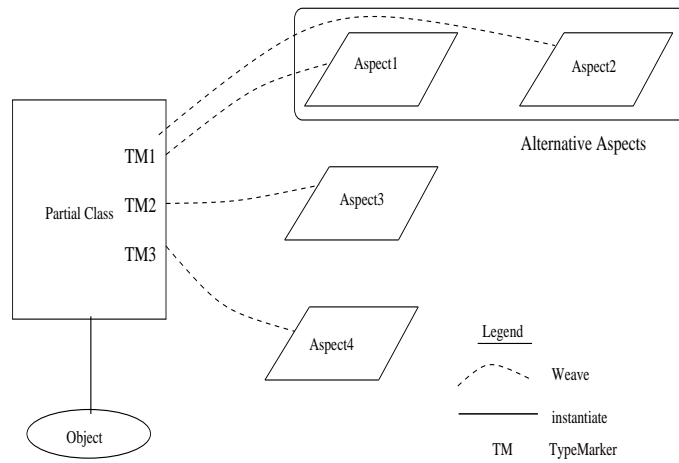 Aspect1
Aspect2
Alternative Aspects
TM1
TM2
Partial Class
TM3
Aspect3
Aspect4
Object
Legend
Weave
instantiate
TM TypeMarker